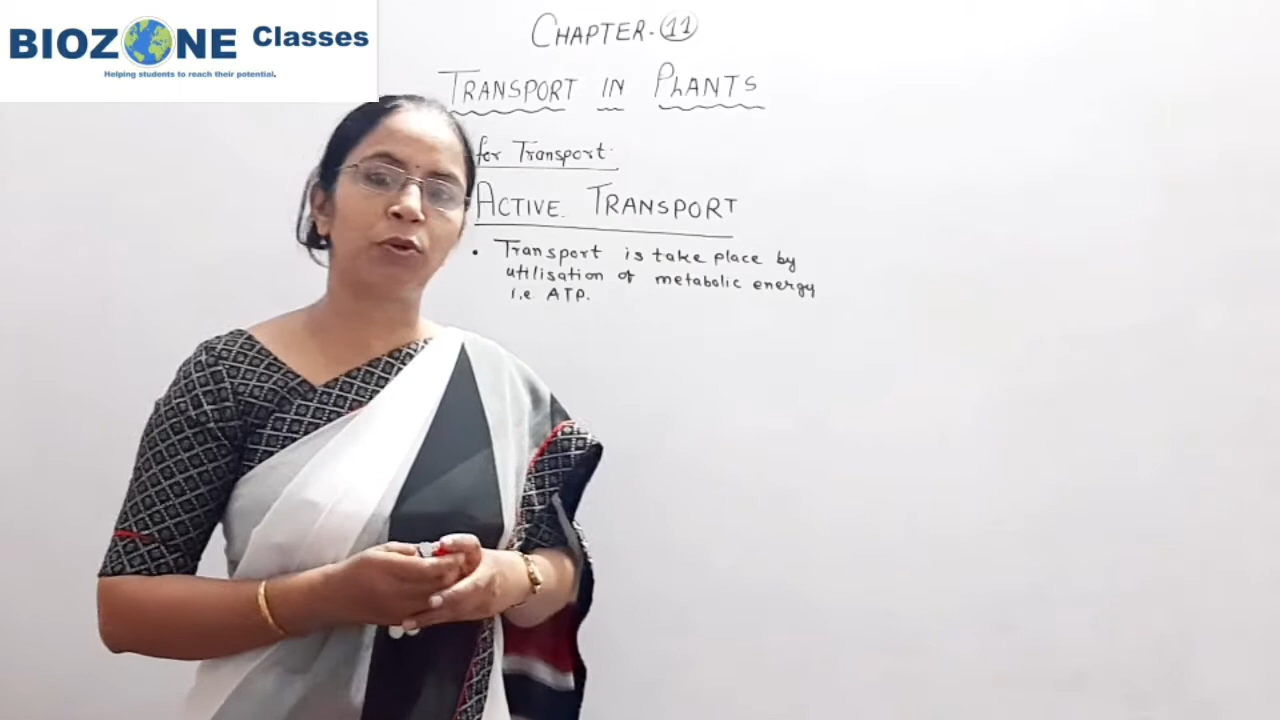 BIOZONE Classes
Helping students to reach their potential.
CHAPTER-11
TRANSPORT IN PLANTS
for Transport.
ACTIVE TRANSPORT
• Transport is take place by
utilisation of metabolic energy
i.e ATP.